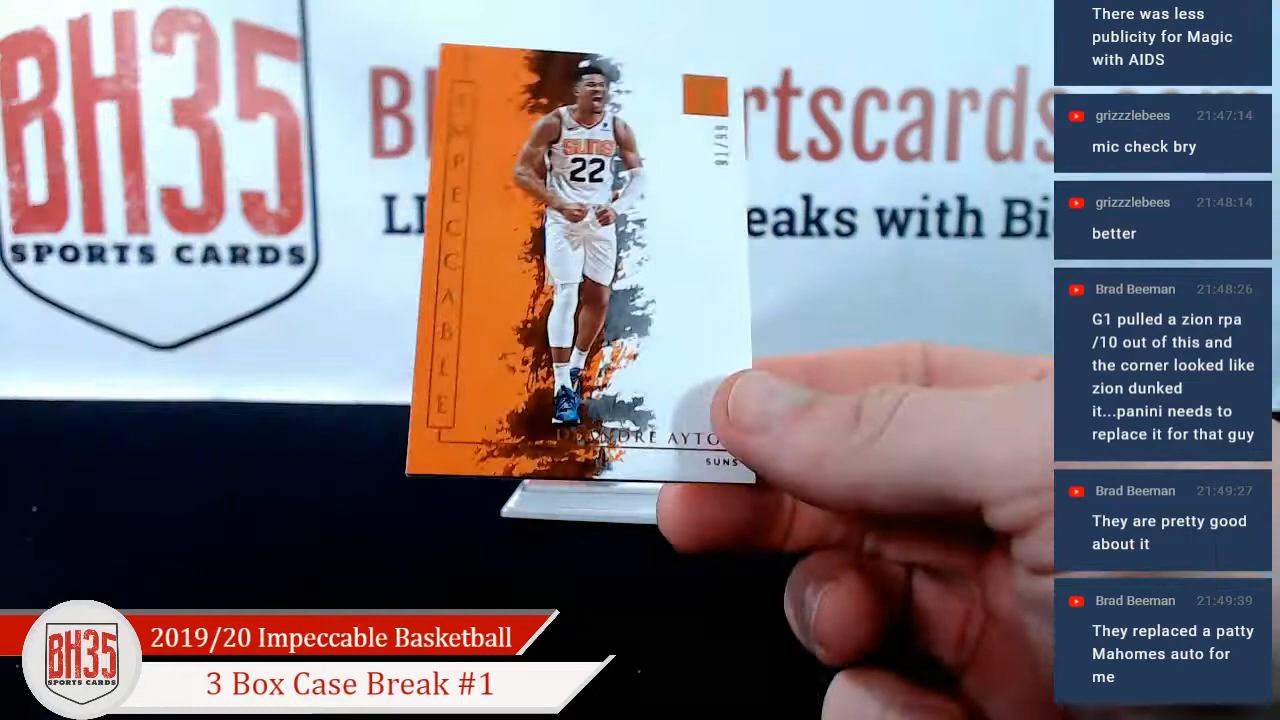 BH35
SPORTS CARDS
rtscards
eaks with
IMPECCABLE
SUNS
22
SUNS
2019/20 Impeccable Basketball
3 Box Case Break #1
BH35
SPORTS CARDS
There was less
publicity for Magic
with AIDS
grizzzlebees 21:47:14
mic check bry
grizzzlebees 21:48:14
better
Brad Beeman 21:48:26
G1 pulled a zion rpa
/10 out of this and
the corner looked like
zion dunked
it...panini needs to
replace it for that guy
Brad Beeman 21:49:27
They are pretty good
about it
Brad Beeman 21:49:39
They replaced a patty
Mahomes auto for
me